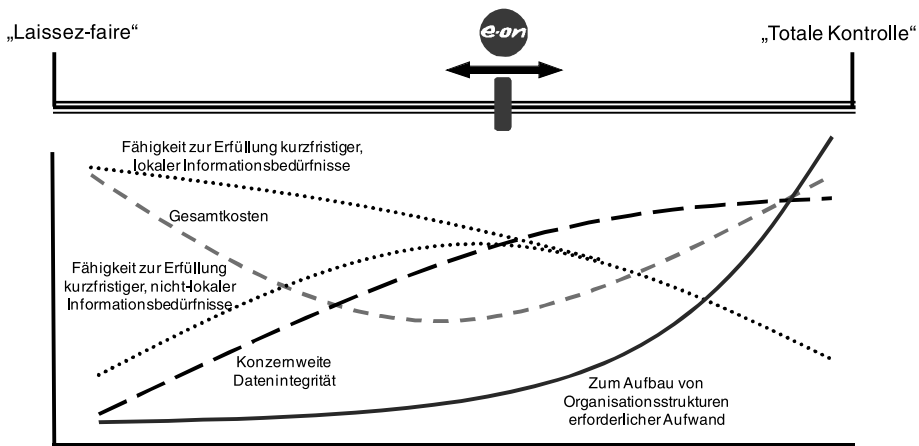 e·on
„Laissez-faire“
„Totale Kontrolle“
Fähigkeit zur Erfüllung kurzfristiger,
lokaler Informationsbedürfnisse
Gesamtkosten
Fähigkeit zur Erfüllung
kurzfristiger, nicht-lokaler
Informationsbedürfnisse
Konzernweite
Datenintegrität
Zum Aufbau von
Organisationsstrukturen
erforderlicher Aufwand